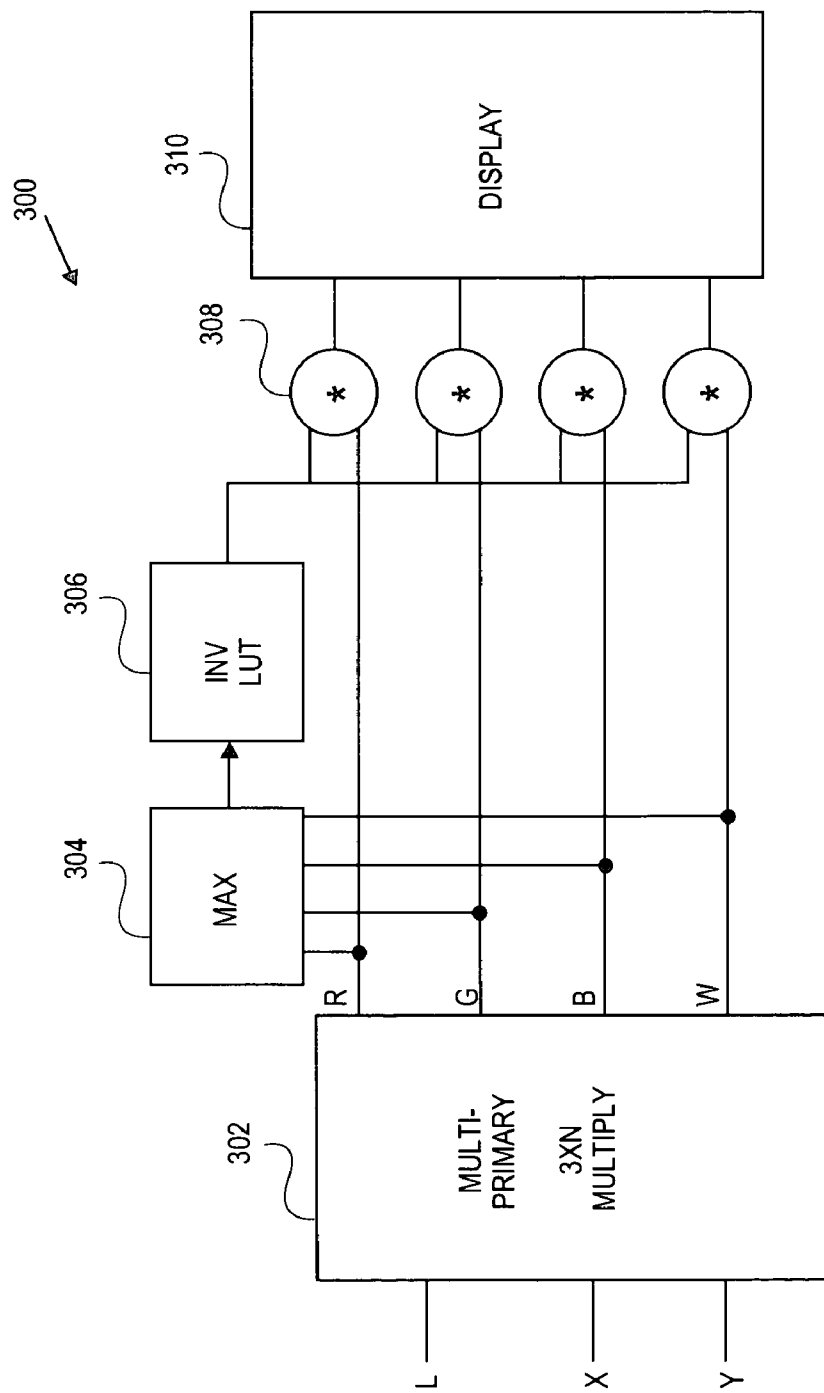 300
L
X
Y
302
MULTI-
PRIMARY
3XN
MULTIPLY
R
G
B
W
304
MAX
306
INV
LUT
308
*
*
*
*
310
DISPLAY